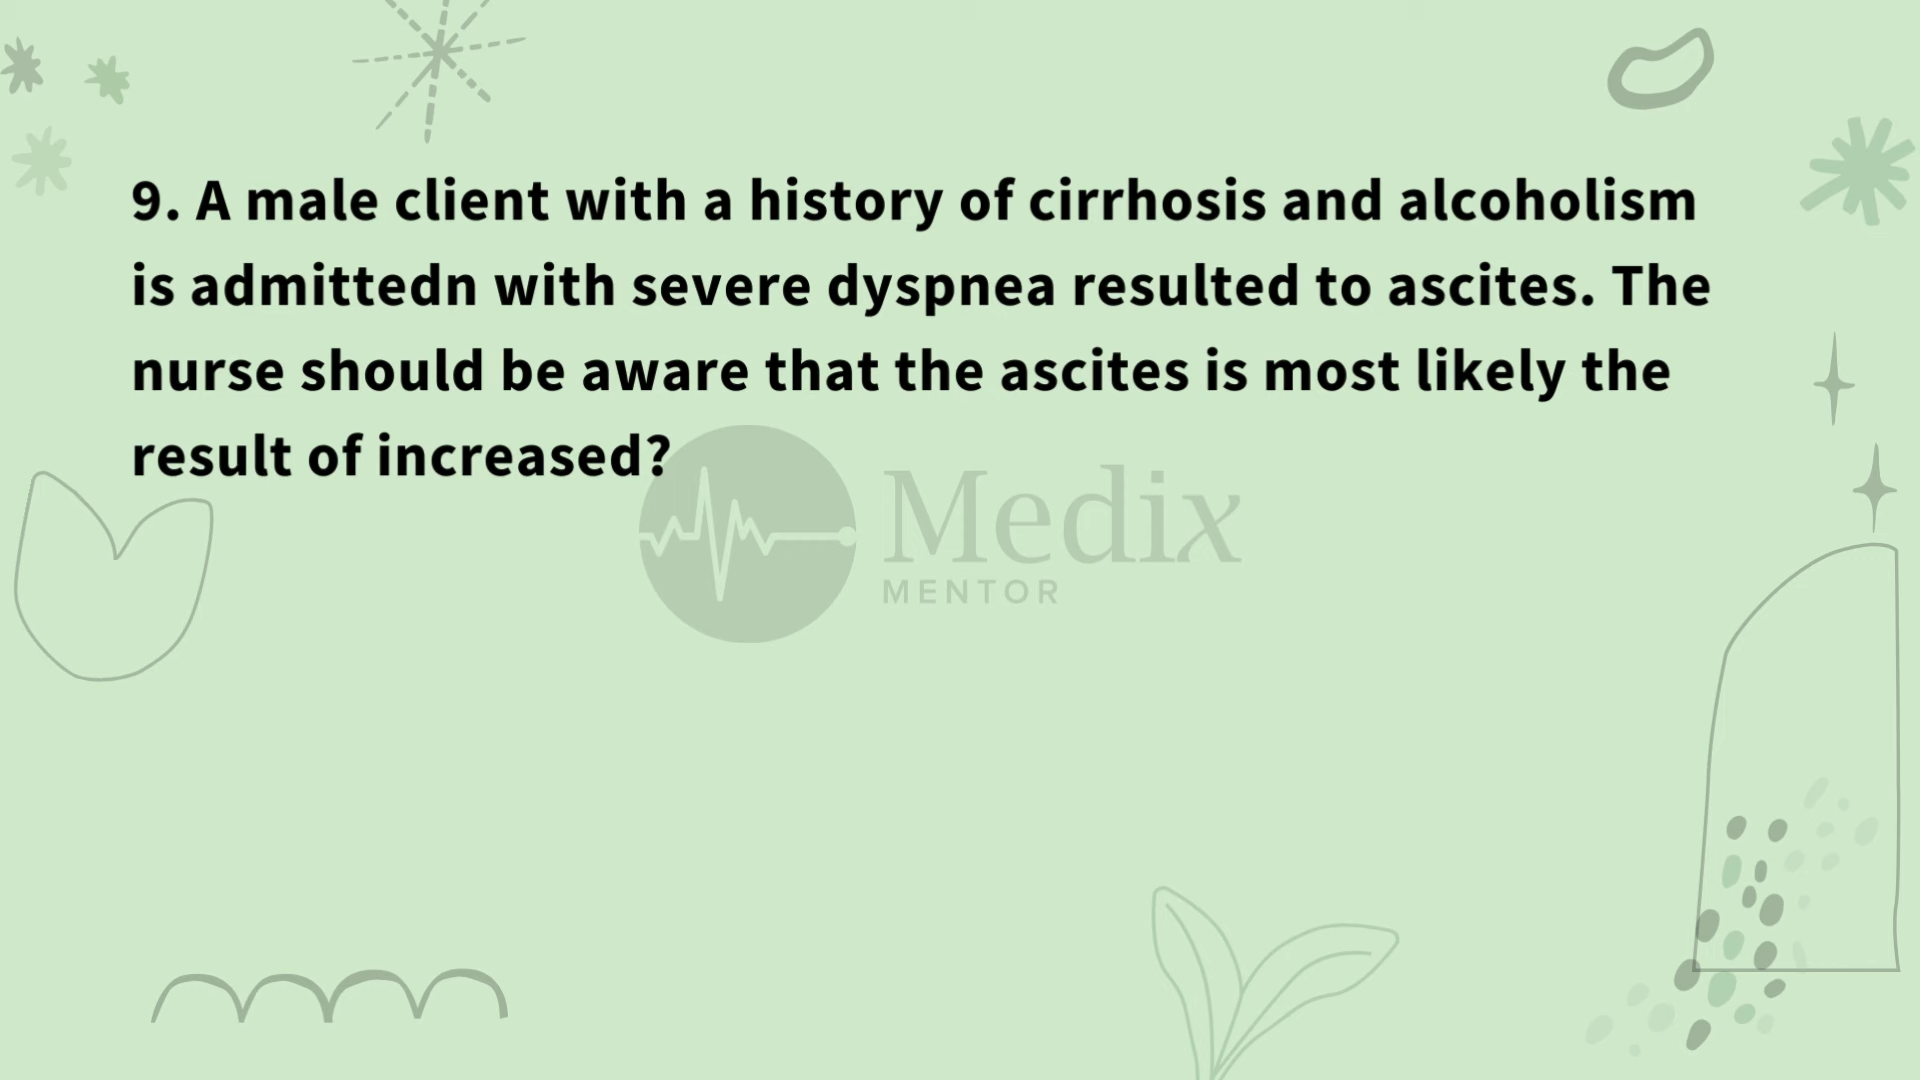 9. A male client with a history of cirrhosis and alcoholism
is admittedn with severe dyspnea resulted to ascites. The
nurse should be aware that the ascites is most likely the
result of increased?
Medix
MENTOR